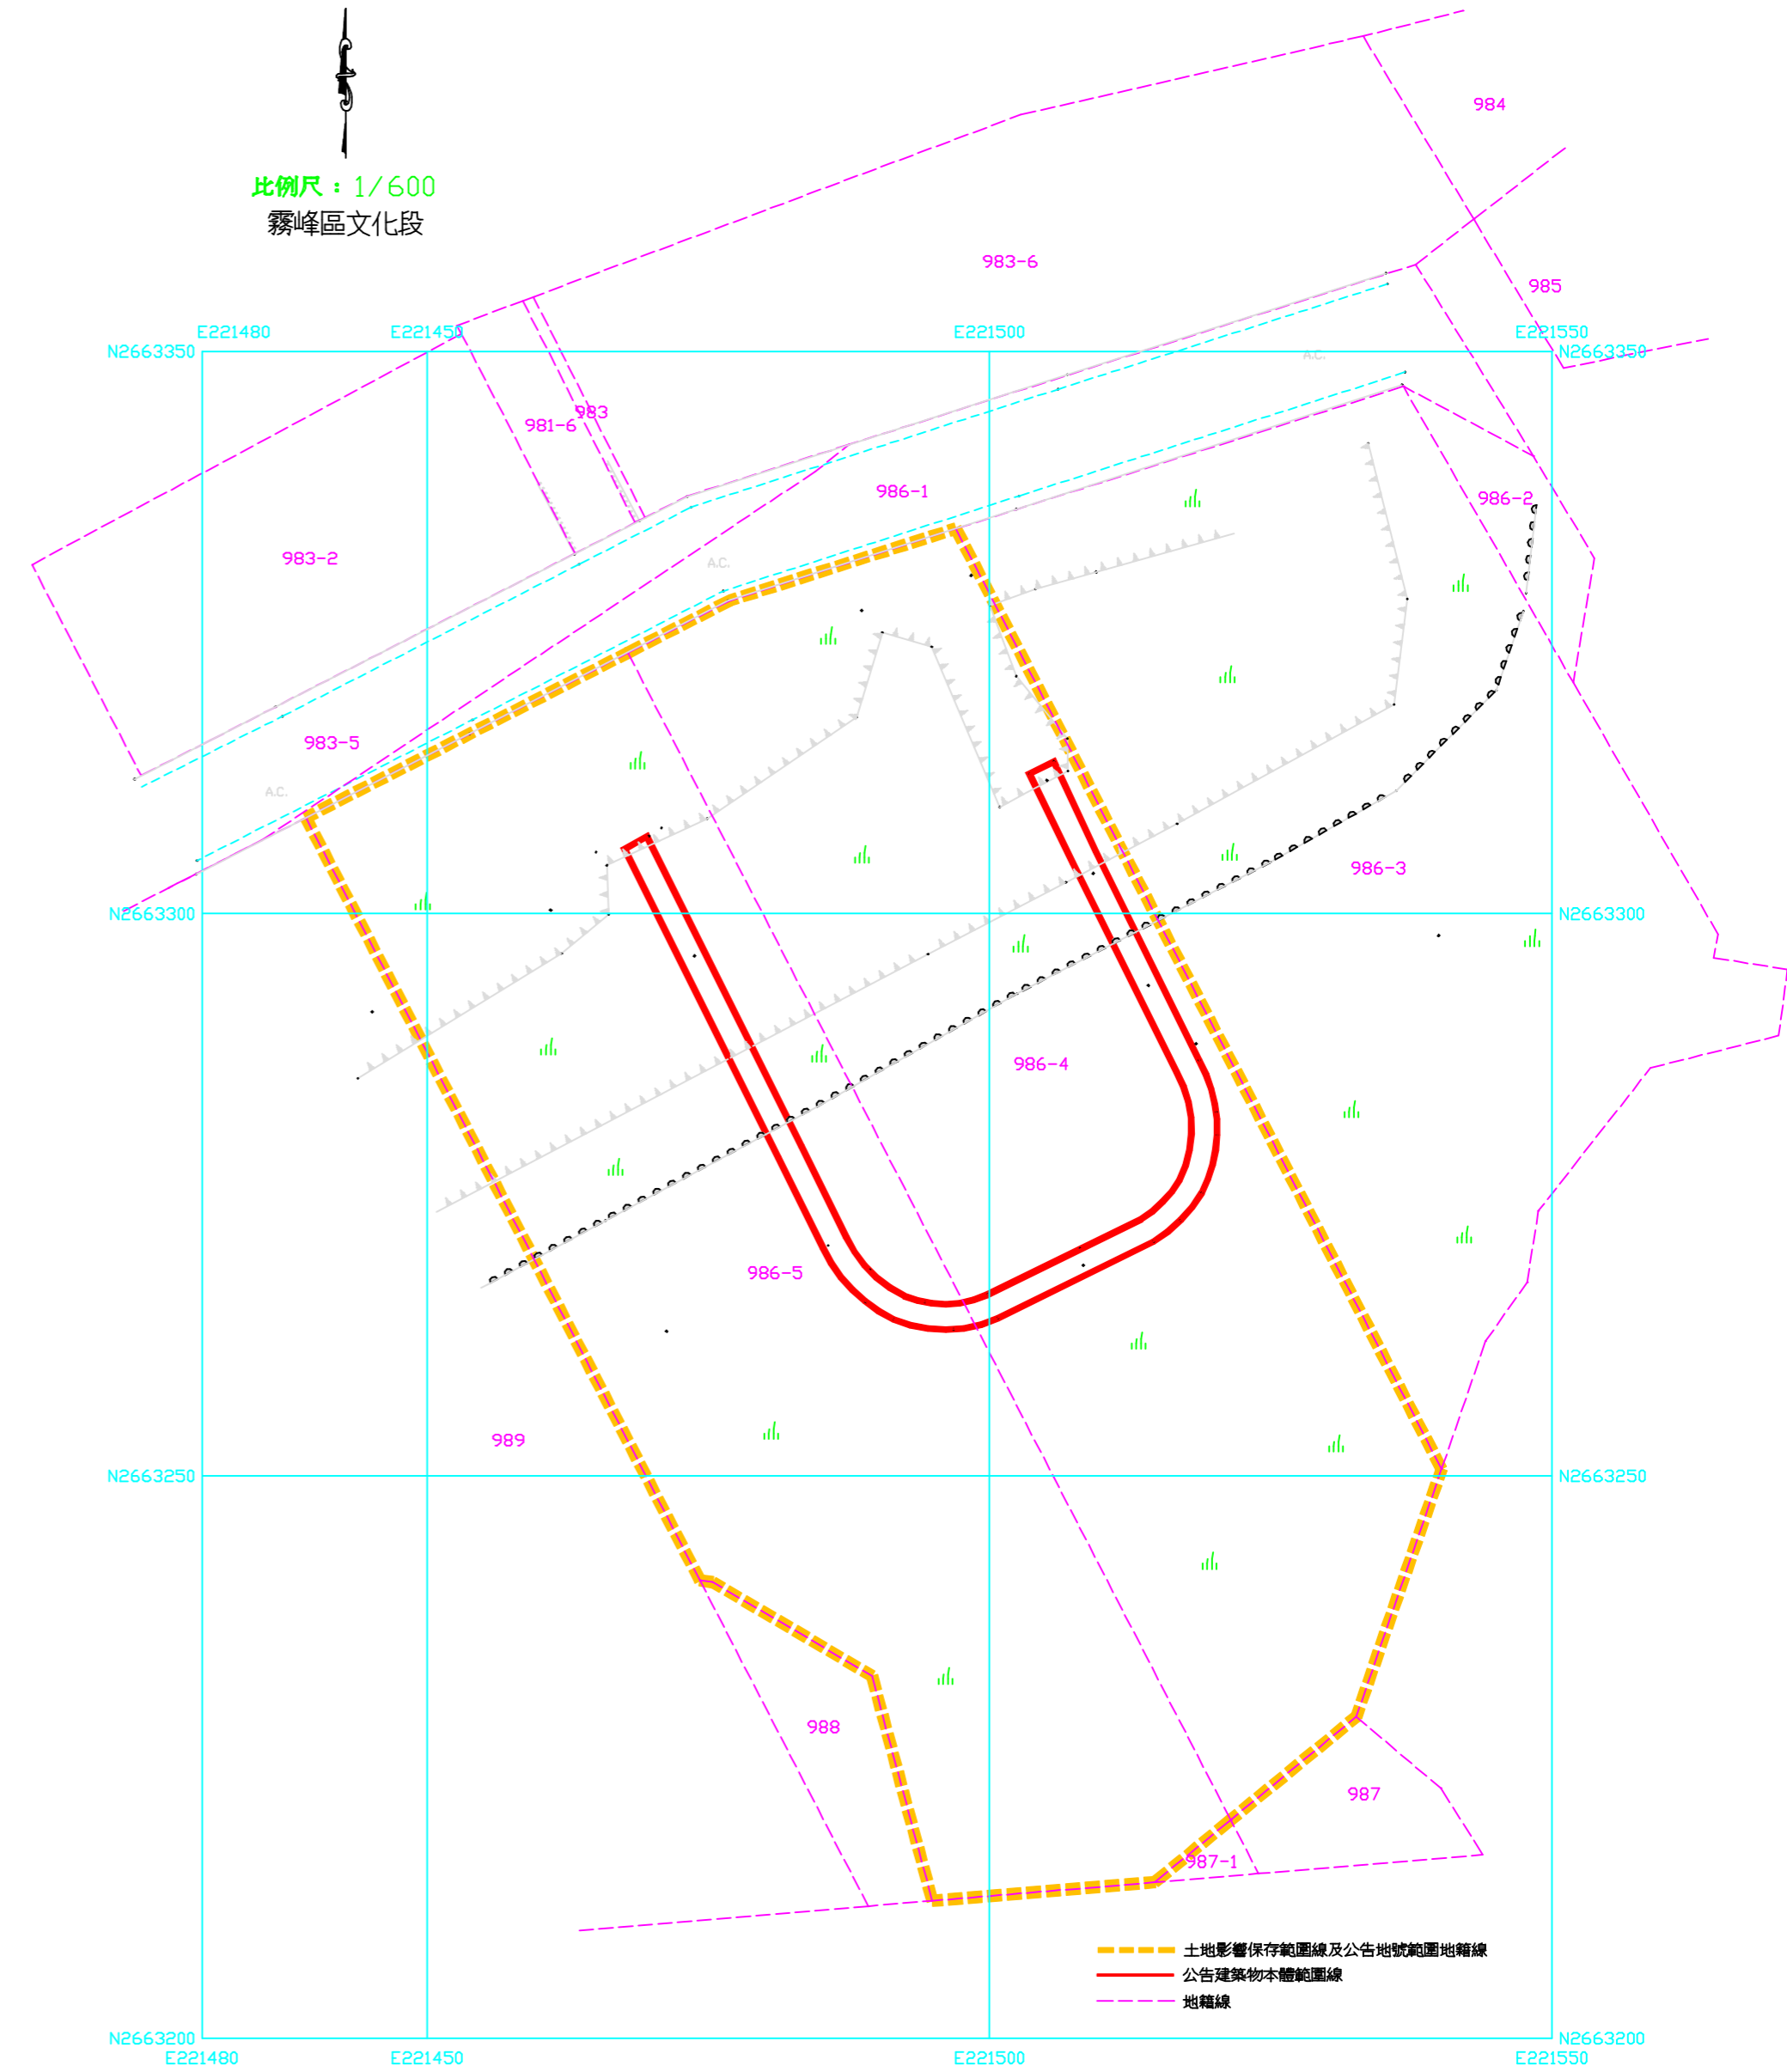 984
比例尺：1/600
霧峰區文化段
983-6
985
E221480
E221450
E221500
E221550
N2663350
N2663350
A.C.
983
981-6
986-1
986-2
983-2
A.C.
983-5
A.C.
986-3
N2663300
N2663300
986-4
986-5
989
N2663250
N2663250
988
987
987-1
土地影響保存範圍線及公告地號範圍地籍線
公告建築物本體範圍線
地籍線
N2663200
N2663200
E221480
E221450
E221500
E221550